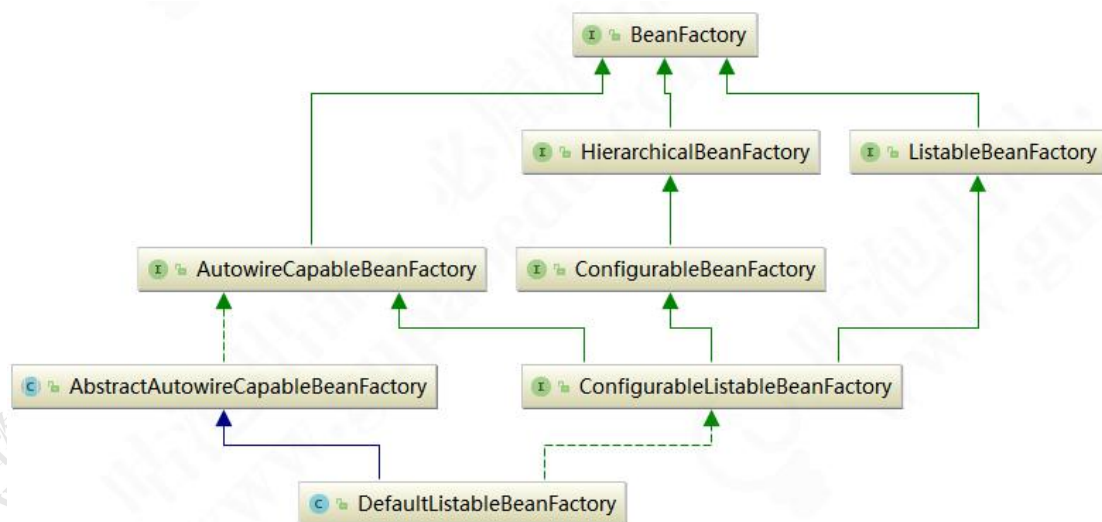 BeanFactory
HierarchicalBeanFactory
ListableBeanFactory
AutowireCapableBeanFactory
ConfigurableBeanFactory
AbstractAutowireCapableBeanFactory
ConfigurableListableBeanFactory
DefaultListableBeanFactory